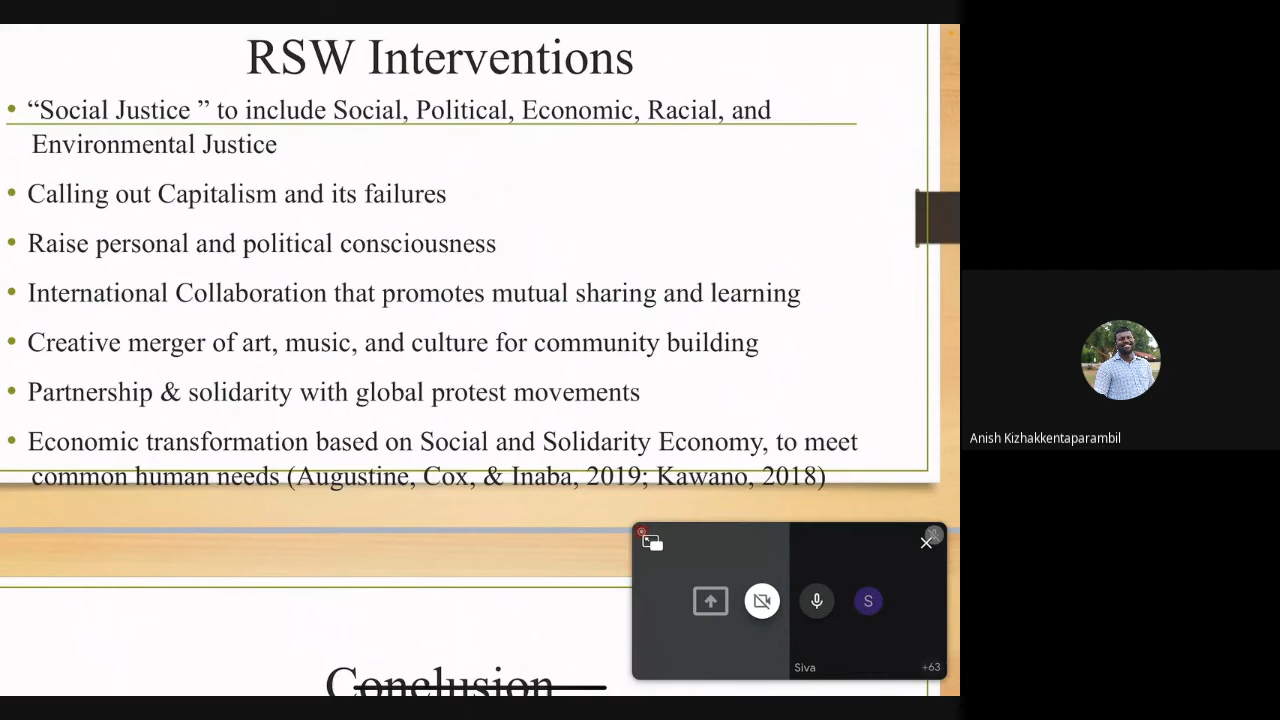 RSW Interventions
• “Social Justice ” to include Social, Political, Economic, Racial, and
Environmental Justice
• Calling out Capitalism and its failures
• Raise personal and political consciousness
• International Collaboration that promotes mutual sharing and learning
• Creative merger of art, music, and culture for community building
• Partnership & solidarity with global protest movements
• Economic transformation based on Social and Solidarity Economy, to meet
common human needs (Augustine, Cox, & Inaba, 2019; Kawano, 2018)
Conclusion
S
Siva
+63
Anish Kizhakkentaparambil